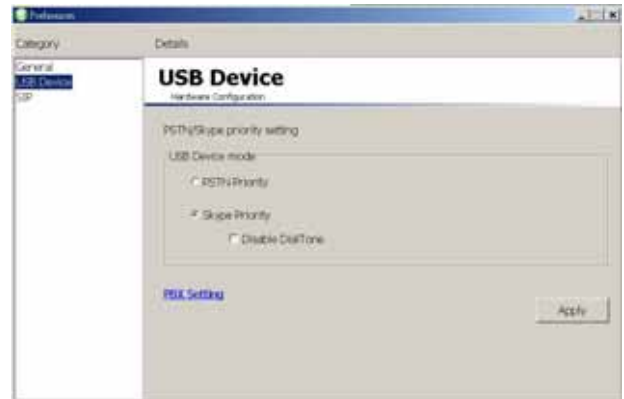 Preferences
Category
Details
General
USB Device
SIP
USB Device
Hardware Configuration
PSTN/Skype priority setting
USB Device mode
PSTN Priority
Skype Priority
Disable DialTone
PBX Setting
Apply